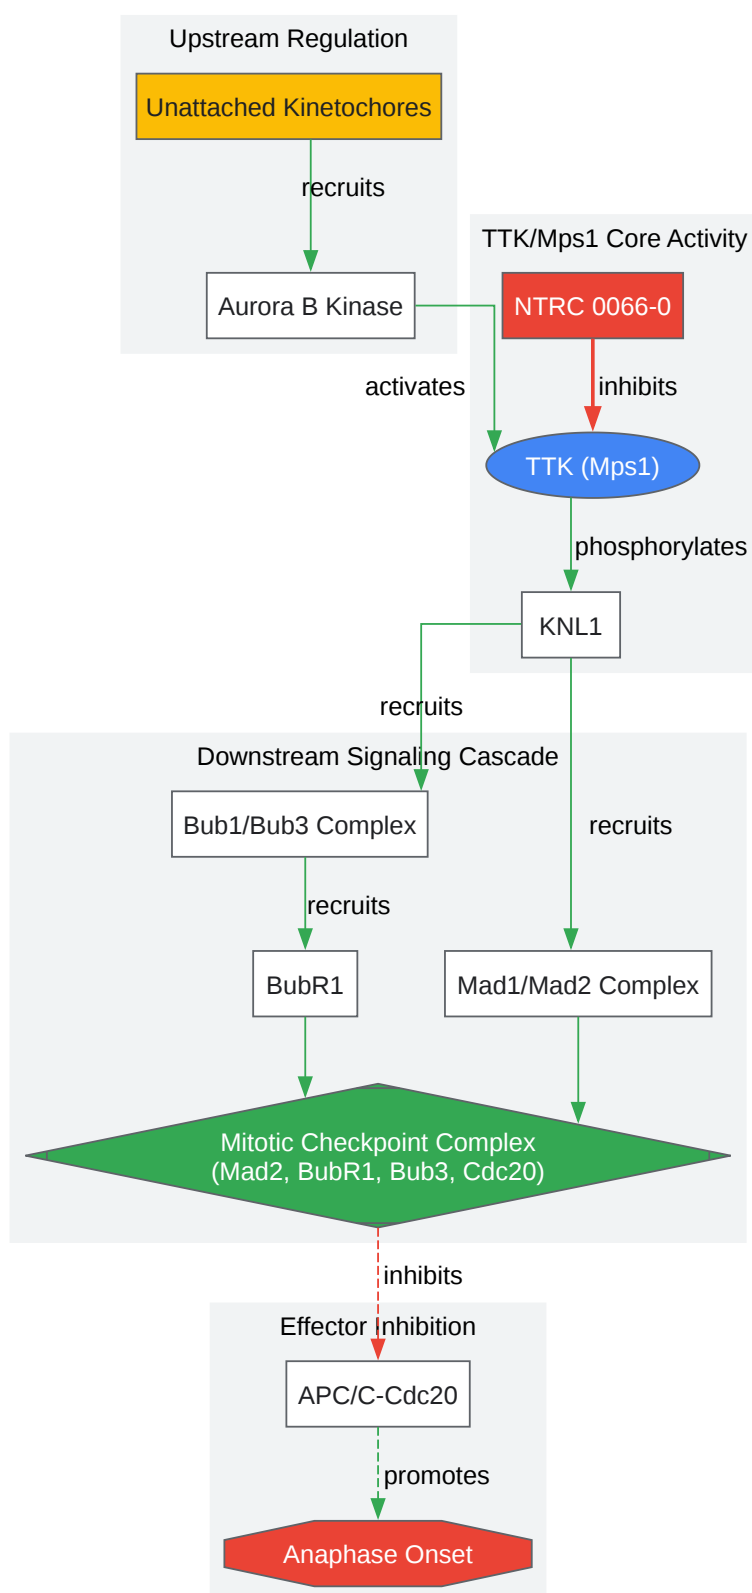 Upstream Regulation
Unattached Kinetochores
recruits
TTK/Mps1 Core Activity
Aurora B Kinase
NTRC 0066-0
activates
inhibits
TTK (Mps1)
phosphorylates
KNL1
recruits
Downstream Signaling Cascade
Bub1/Bub3 Complex
recruits
recruits
BubR1
Mad1/Mad2 Complex
Mitotic Checkpoint Complex
(Mad2, BubR1, Bub3, Cdc20)
inhibits
Effector Inhibition
APC/C-Cdc20
promotes
Anaphase Onset